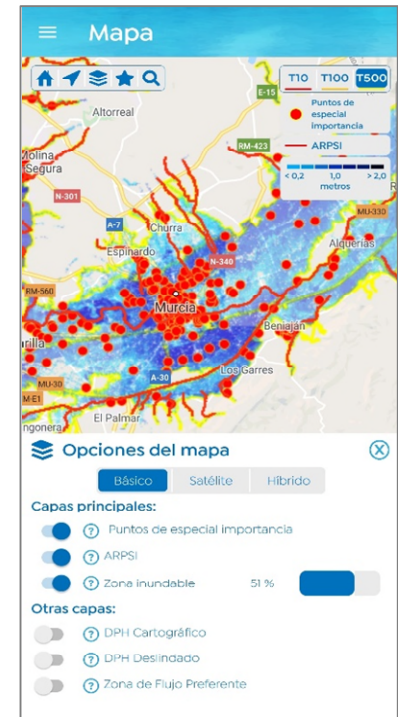 Mapa
T10 T100 T500
E-15
Puntos de
especial
importancia
Altorreal
RM-423
ARPSI
Molina
Segura
< 0,2 1,0 > 2,0
metros
N-301
MU-330
A-7
Churra
Espinardo
Alquerías
N-340
RM-560
Murcia
Beniaján
arilla
A-30
Los Garres
MU-30
M-E1
El Palmar
ngonera
Opciones del mapa
Básico Satélite Híbrido
Capas principales:
? Puntos de especial importancia
? ARPSI
? Zona inundable 51 %
Otras capas:
? DPH Cartográfico
? DPH Deslindado
? Zona de Flujo Preferente